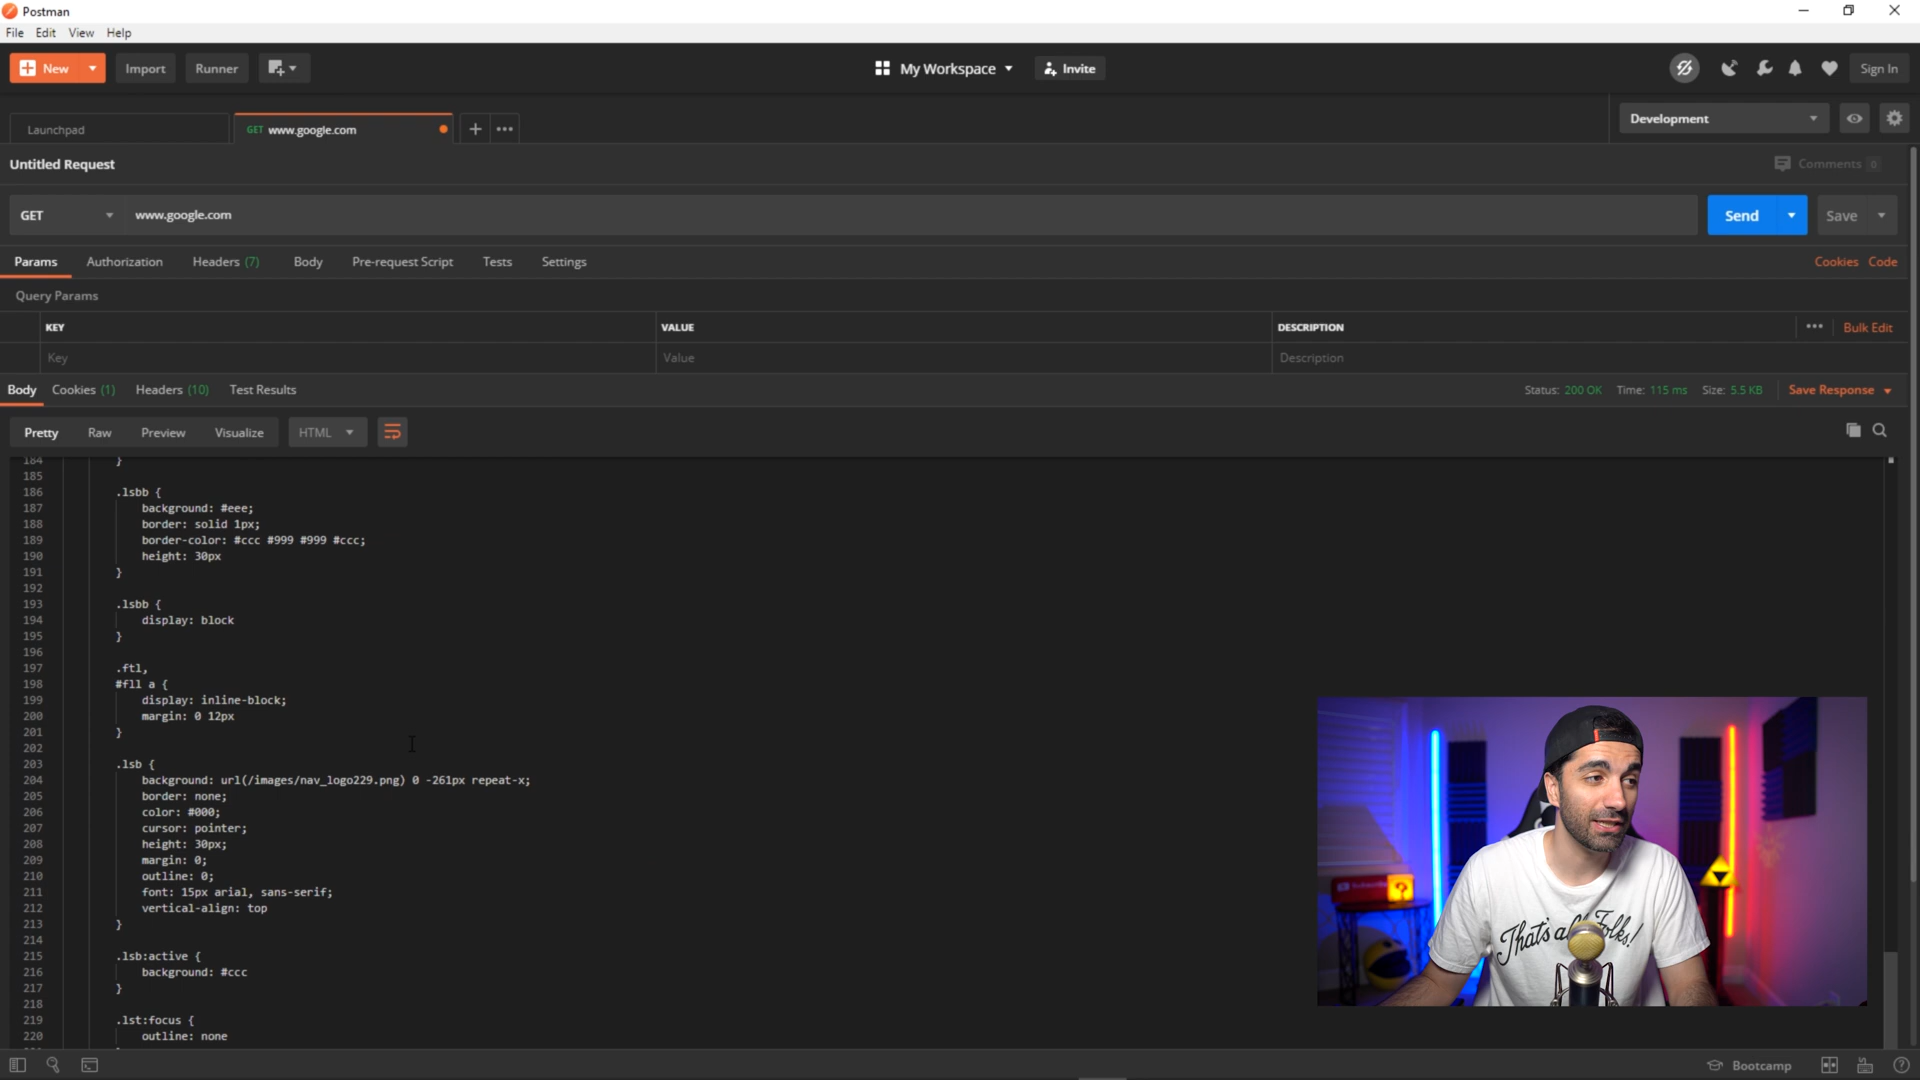 Postman
File Edit View Help
New Import Runner My Workspace Invite Sign In
Launchpad GET www.google.com Development
Untitled Request Comments 0
GET www.google.com Send Save
Params Authorization Headers (7) Body Pre-request Script Tests Settings Cookies Code
Query Params
KEY VALUE DESCRIPTION Bulk Edit
Key Value Description
Body Cookies (1) Headers (10) Test Results Status: 200 OK Time: 115 ms Size: 5.5 KB Save Response
Pretty Raw Preview Visualize HTML
184 }
185
186 .lsbb {
187 background: #eee;
188 border: solid 1px;
189 border-color: #ccc #999 #999 #ccc;
190 height: 30px
191 }
192
193 .lsbb {
194 display: block
195 }
196
197 .ftl,
198 #fll a {
199 display: inline-block;
200 margin: 0 12px
201 }
202
203 .lsb {
204 background: url(/images/nav_logo229.png) 0 -261px repeat-x;
205 border: none;
206 color: #000;
207 cursor: pointer;
208 height: 30px;
209 margin: 0;
210 outline: 0;
211 font: 15px arial, sans-serif;
212 vertical-align: top
213 }
214
215 .lsb:active {
216 background: #ccc
217 }
218
219 .lst:focus {
220 outline: none
That's all Folks!
Bootcamp